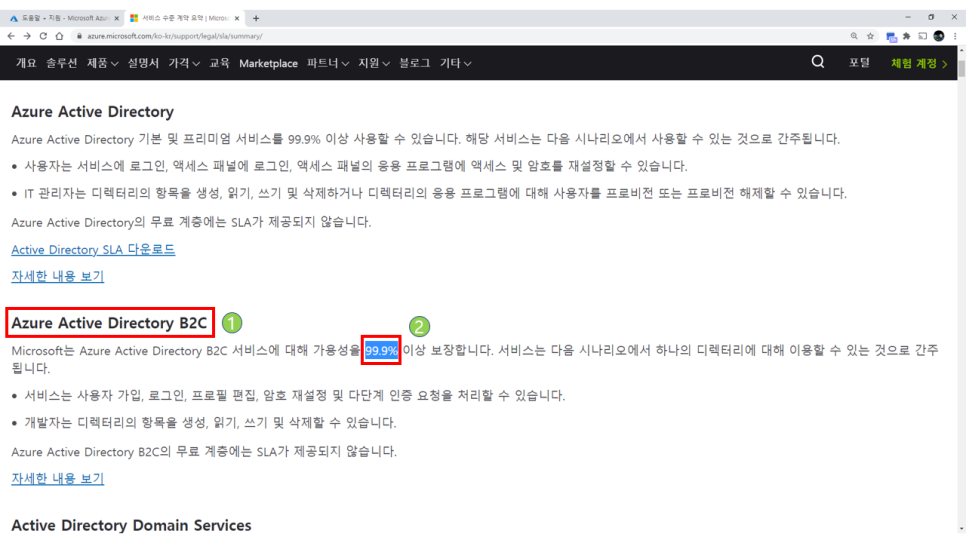 도움말 + 지원 - Microsoft Azure
서비스 수준 계약 요약 | Micros
azure.microsoft.com/ko-kr/support/legal/sla/summary/
개요 솔루션 제품 설명서 가격 교육 Marketplace 파트너 지원 블로그 기타 포털 체험 계정 >
Azure Active Directory
Azure Active Directory 기본 및 프리미엄 서비스를 99.9% 이상 사용할 수 있습니다. 해당 서비스는 다음 시나리오에서 사용할 수 있는 것으로 간주됩니다.
• 사용자는 서비스에 로그인, 액세스 패널에 로그인, 액세스 패널의 응용 프로그램에 액세스 및 암호를 재설정할 수 있습니다.
• IT 관리자는 디렉터리의 항목을 생성, 읽기, 쓰기 및 삭제하거나 디렉터리의 응용 프로그램에 대해 사용자를 프로비전 또는 프로비전 해제할 수 있습니다.
Azure Active Directory의 무료 계층에는 SLA가 제공되지 않습니다.
Active Directory SLA 다운로드
자세한 내용 보기
Azure Active Directory B2C 1
2
Microsoft는 Azure Active Directory B2C 서비스에 대해 가용성을 99.9% 이상 보장합니다. 서비스는 다음 시나리오에서 하나의 디렉터리에 대해 이용할 수 있는 것으로 간주
됩니다.
• 서비스는 사용자 가입, 로그인, 프로필 편집, 암호 재설정 및 다단계 인증 요청을 처리할 수 있습니다.
• 개발자는 디렉터리의 항목을 생성, 읽기, 쓰기 및 삭제할 수 있습니다.
Azure Active Directory B2C의 무료 계층에는 SLA가 제공되지 않습니다.
자세한 내용 보기
Active Directory Domain Services